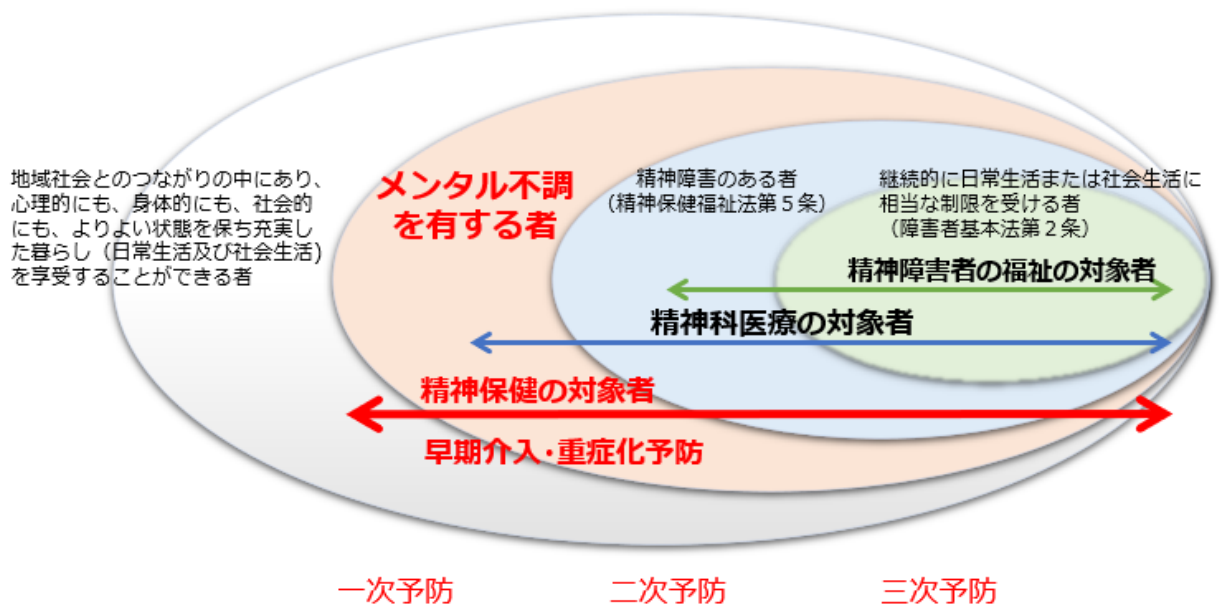 地域社会とのつながりの中にあり、
心理的にも、身体的にも、社会的
にも、よりよい状態を保ち充実し
た暮らし（日常生活及び社会生活)
を享受することができる者
メンタル不調
を有する者
精神障害のある者
（精神保健福祉法第５条）
継続的に日常生活または社会生活に
相当な制限を受ける者
（障害者基本法第２条）
精神障害者の福祉の対象者
精神科医療の対象者
精神保健の対象者
早期介入・重症化予防
一次予防
二次予防
三次予防